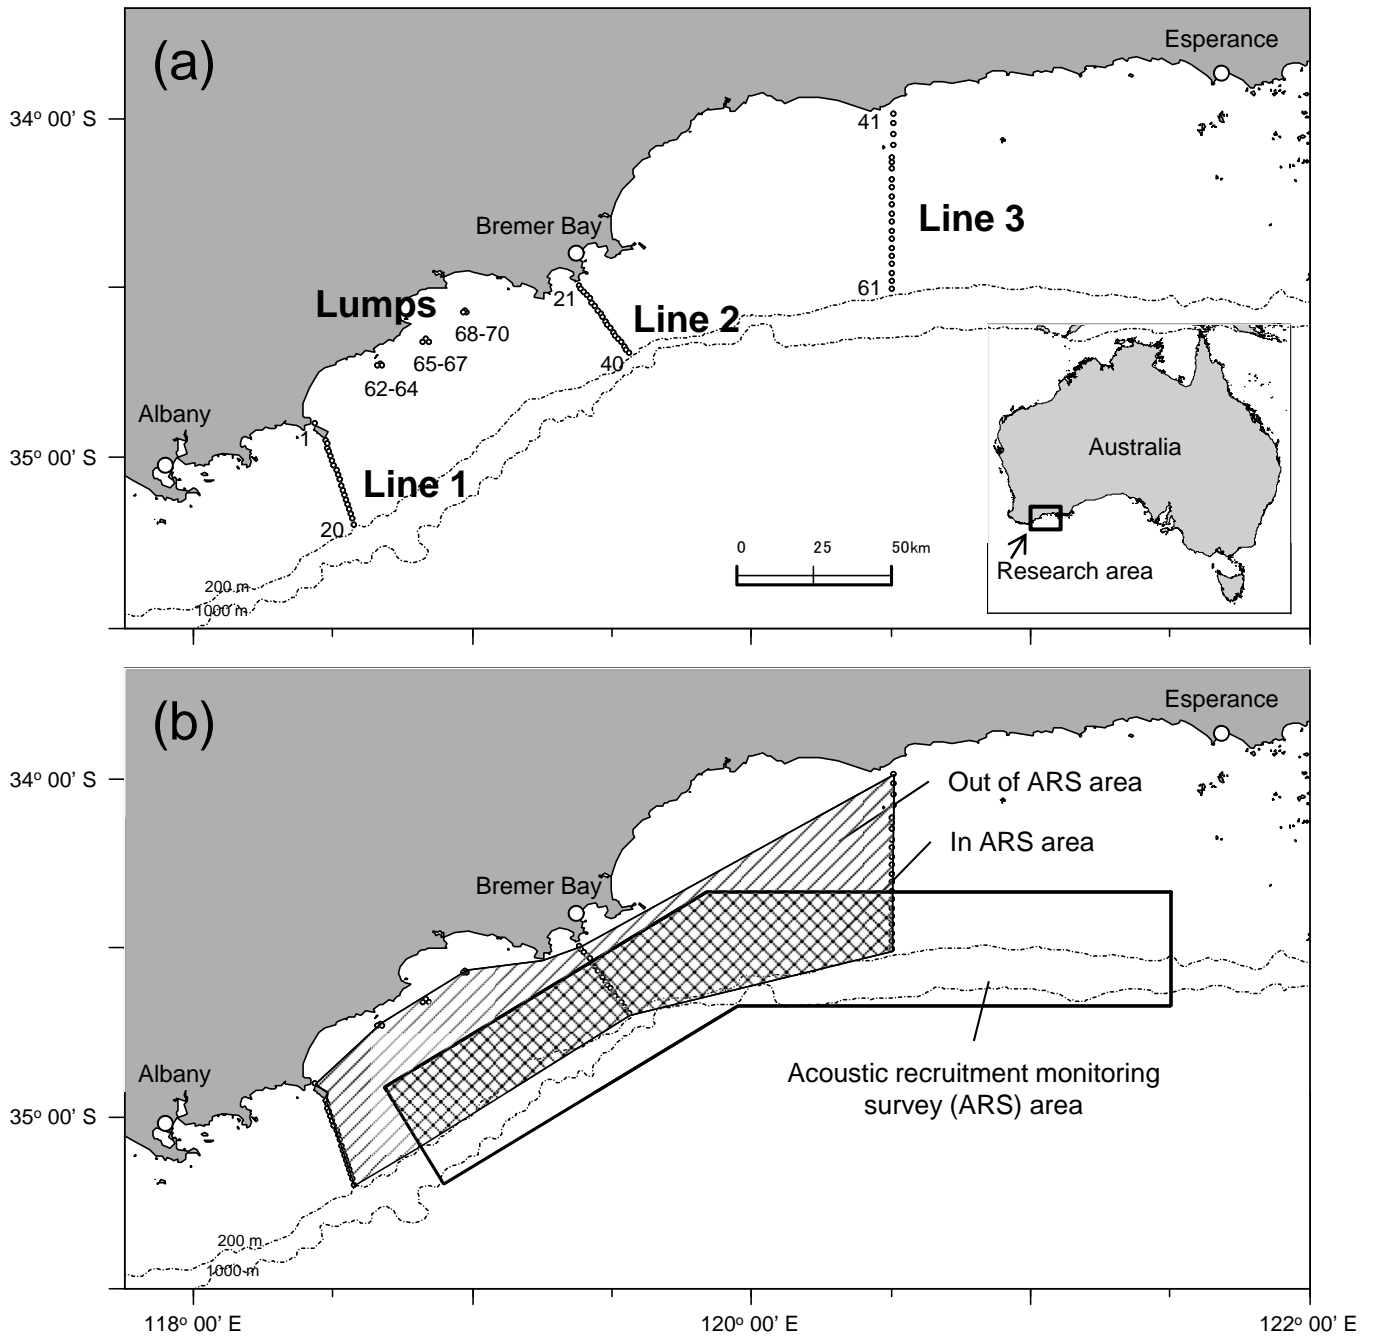 (a)
Esperance
34° 00' S
41
Bremer Bay
Line 3
21
61
Lumps
Line 2
68-70
65-67
40
62-64
Albany
1
Australia
35° 00' S
Line 1
20
0 25 50km
Research area
200 m
1000 m
(b)
Esperance
34° 00' S
Out of ARS area
In ARS area
Bremer Bay
Albany
Acoustic recruitment monitoring
survey (ARS) area
35° 00' S
200 m
1000 m
118° 00' E 120° 00' E 122° 00' E